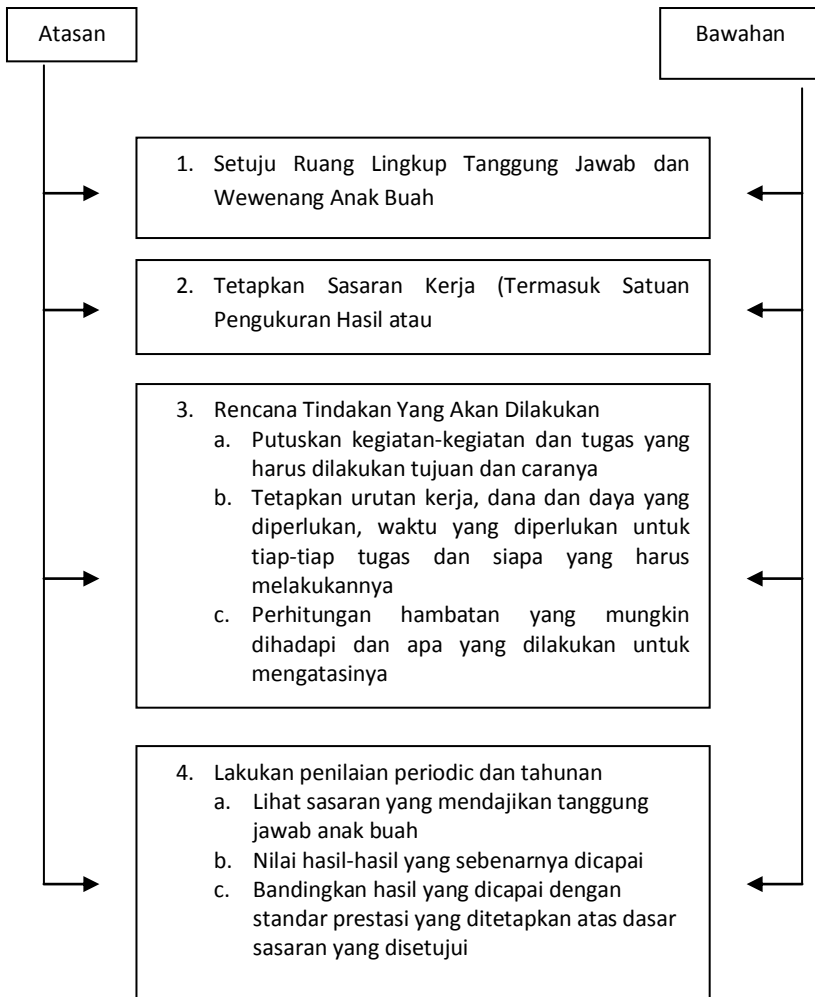 Atasan
Bawahan
1. Setuju Ruang Lingkup Tanggung Jawab dan
Wewenang Anak Buah
2. Tetapkan Sasaran Kerja (Termasuk Satuan
Pengukuran Hasil atau
3. Rencana Tindakan Yang Akan Dilakukan
a. Putuskan kegiatan-kegiatan dan tugas yang
harus dilakukan tujuan dan caranya
b. Tetapkan urutan kerja, dana dan daya yang
diperlukan, waktu yang diperlukan untuk
tiap-tiap tugas dan siapa yang harus
melakukannya
c. Perhitungan hambatan yang mungkin
dihadapi dan apa yang dilakukan untuk
mengatasinya
4. Lakukan penilaian periodic dan tahunan
a. Lihat sasaran yang mendajikan tanggung
jawab anak buah
b. Nilai hasil-hasil yang sebenarnya dicapai
c. Bandingkan hasil yang dicapai dengan
standar prestasi yang ditetapkan atas dasar
sasaran yang disetujui